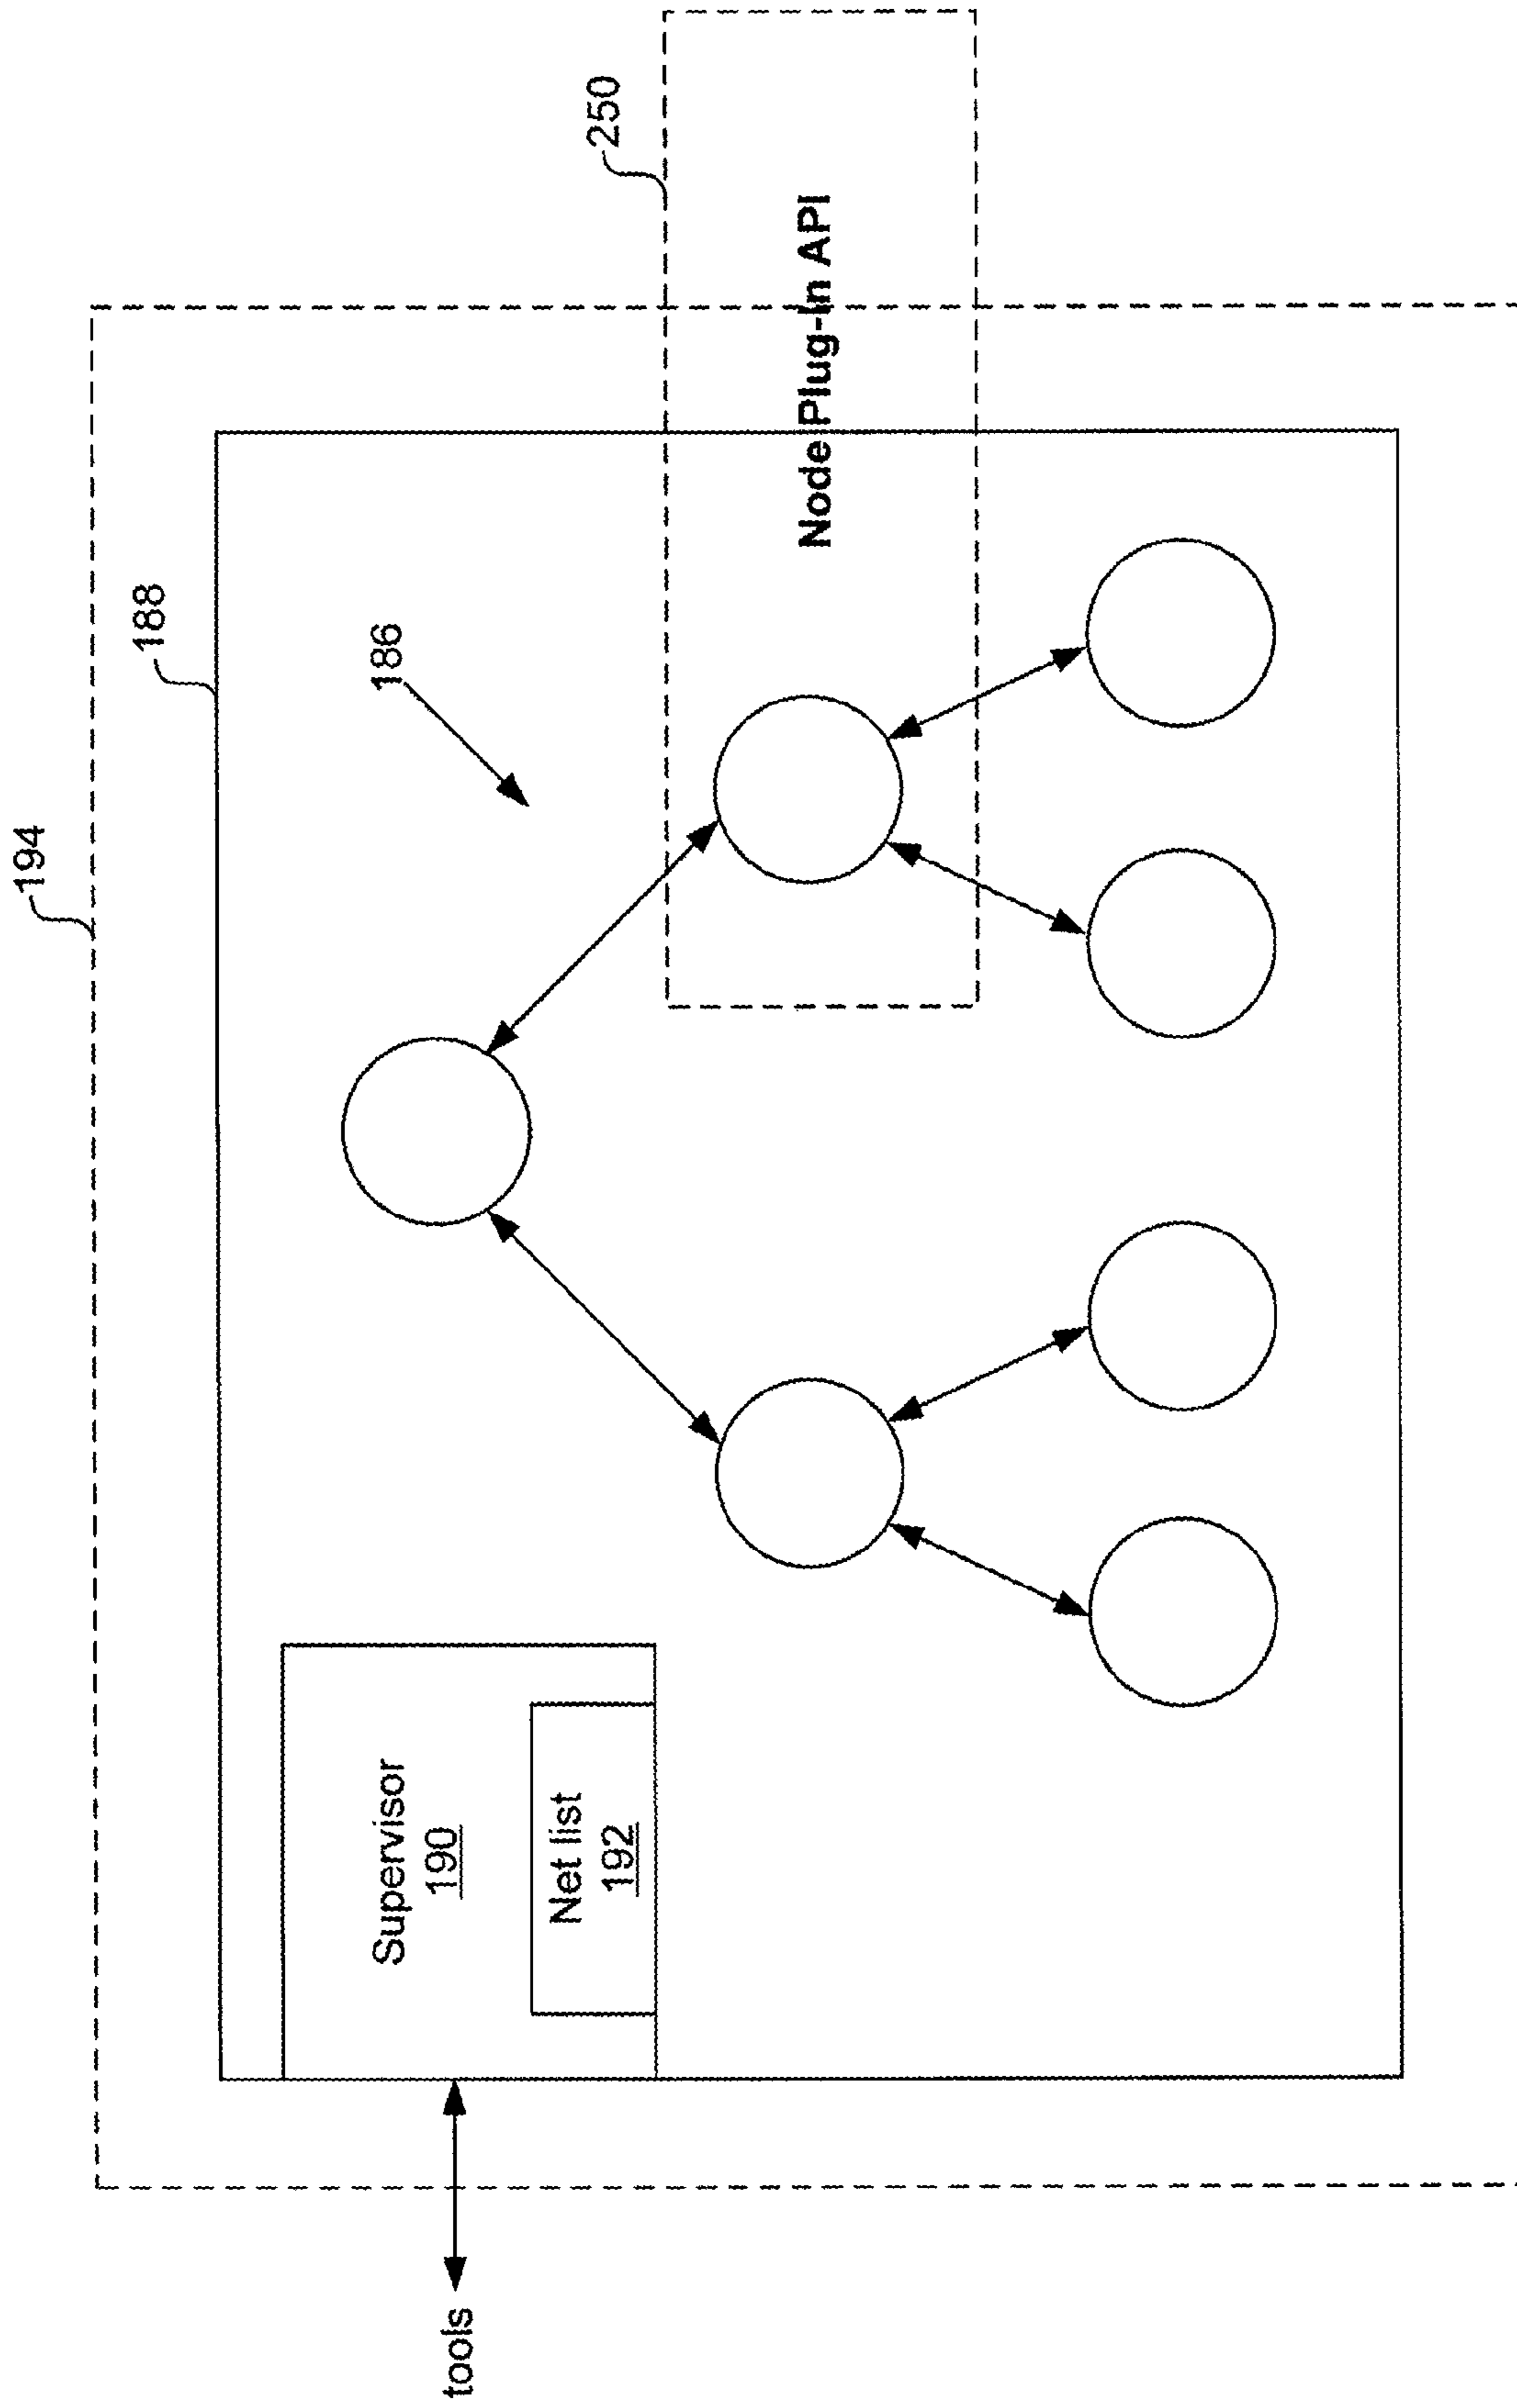 194
188
250
186
Node Plug-In API
Supervisor
190
Net list
192
tools